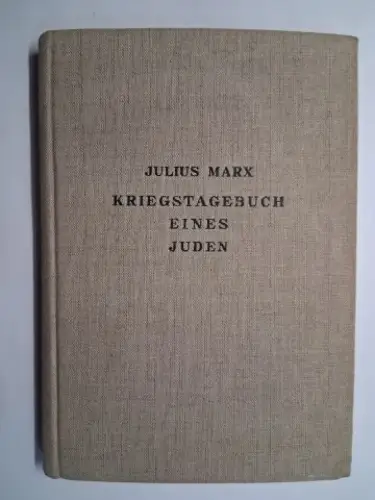 JULIUS MARX
KRIEGSTAGEBUCH
EINES
JUDEN